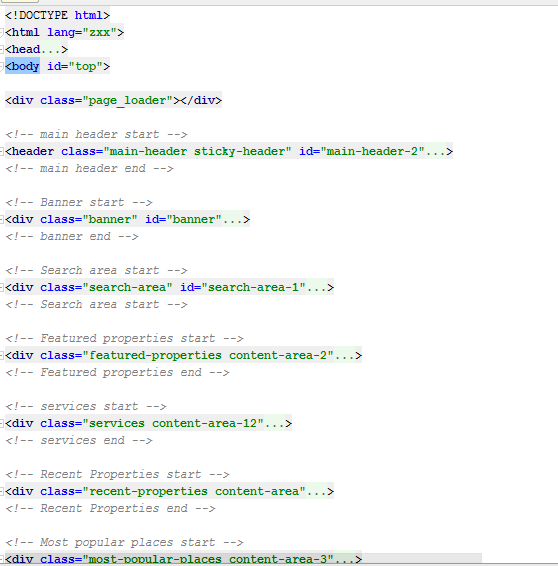 <!DOCTYPE html>
<html lang="zxx">
<head...>
<body id="top">
<div class="page_loader"></div>
<!-- main header start -->
<header class="main-header sticky-header" id="main-header-2"...>
<!-- main header end -->
<!-- Banner start -->
<div class="banner" id="banner"...>
<!-- banner end -->
<!-- Search area start -->
<div class="search-area" id="search-area-1"...>
<!-- Search area start -->
<!-- Featured properties start -->
<div class="featured-properties content-area-2"...>
<!-- Featured properties end -->
<!-- services start -->
<div class="services content-area-12"...>
<!-- services end -->
<!-- Recent Properties start -->
<div class="recent-properties content-area"...>
<!-- Recent Properties end -->
<!-- Most popular places start -->
<div class="most-popular-places content-area-3"...>